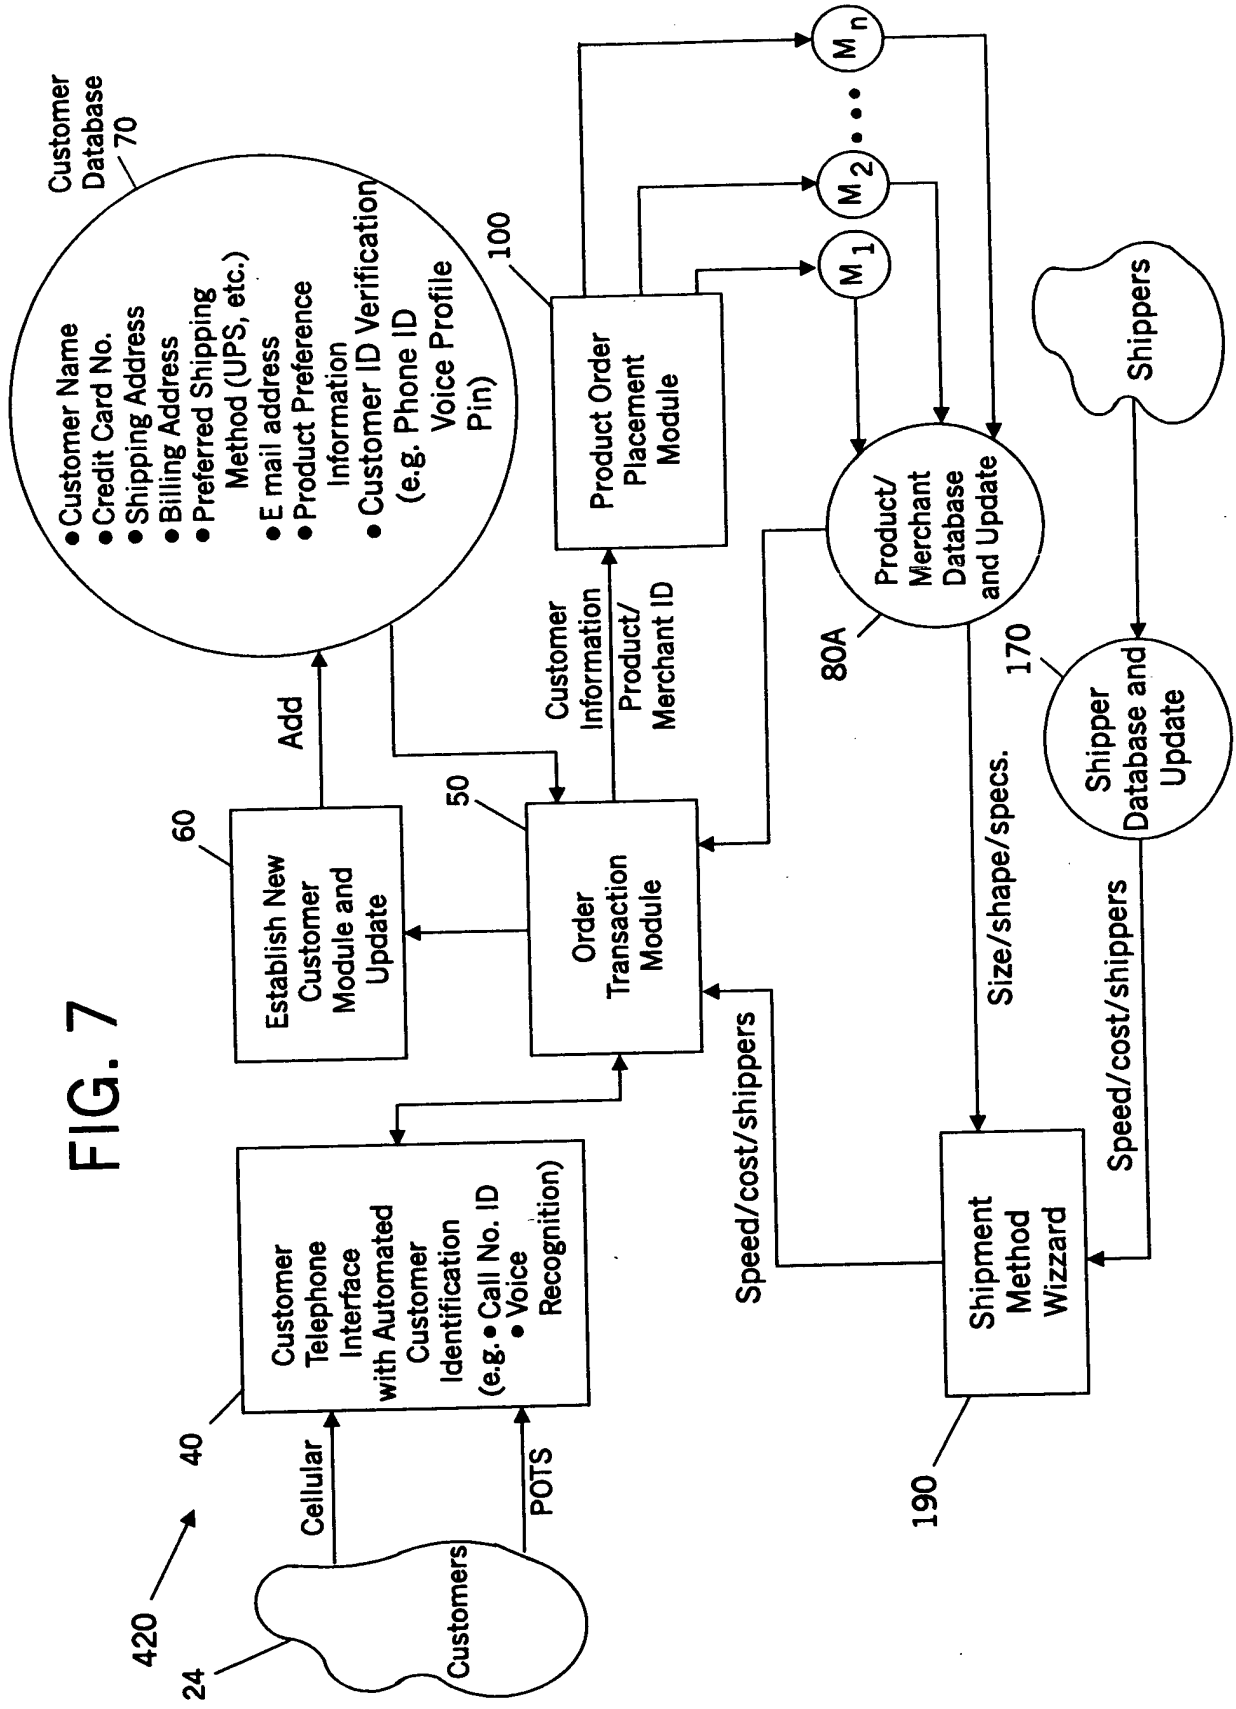 FIG. 7
420
24
Customers
Cellular
POTS
40
Customer
Telephone
Interface
with Automated
Customer
Identification
(e.g. • Call No. ID
• Voice
Recognition)
60
Establish New
Customer
Module and
Update
Add
Customer
Database
70
• Customer Name
• Credit Card No.
• Shipping Address
• Billing Address
• Preferred Shipping
Method (UPS, etc.)
• E mail address
• Product Preference
Information
• Customer ID Verification
(e.g. Phone ID
Voice Profile
Pin)
50
Order
Transaction
Module
Customer
Information
Product/
Merchant ID
100
Product Order
Placement
Module
M1
M2
Mn
80A
Product/
Merchant
Database
and Update
Speed/cost/shippers
Size/shape/specs.
190
Shipment
Method
Wizzard
Speed/cost/shippers
170
Shipper
Database and
Update
Shippers